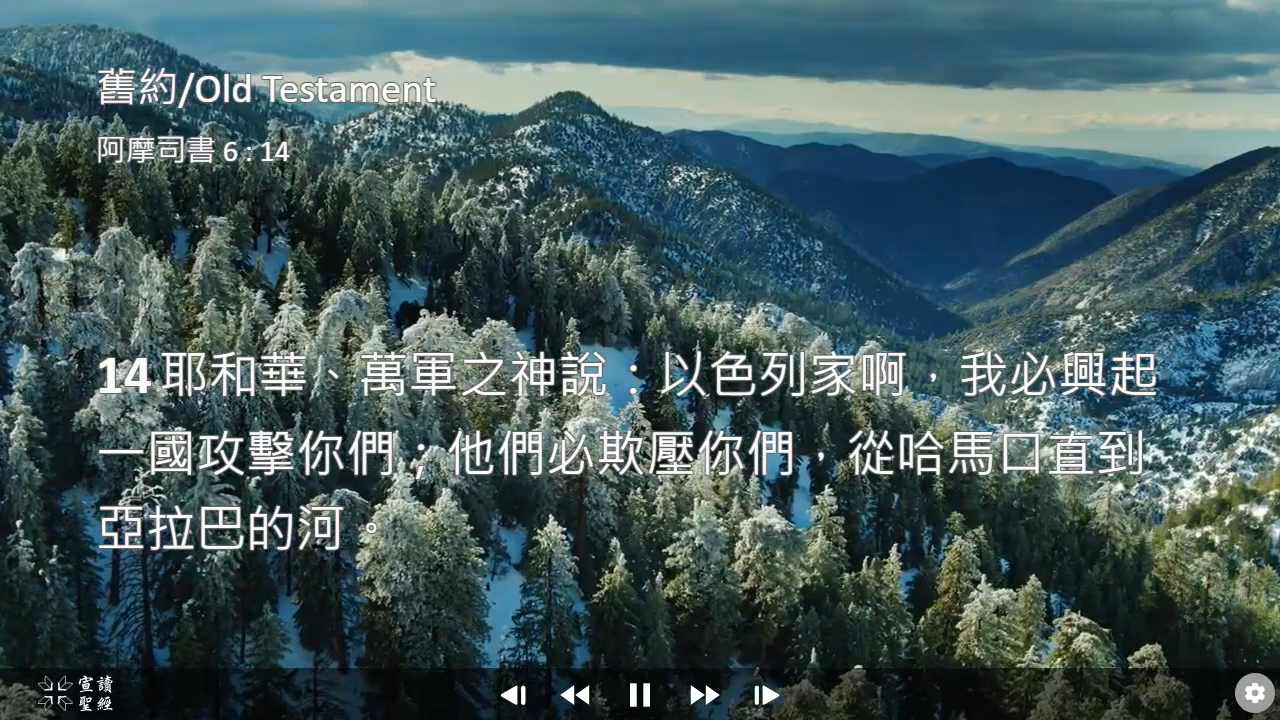 舊約/Old Testament
阿摩司書 6 : 14
14 耶和華、萬軍之神說：以色列家啊，我必興起
一國攻擊你們；他們必欺壓你們，從哈馬口直到
亞拉巴的河。
宣讀
聖經